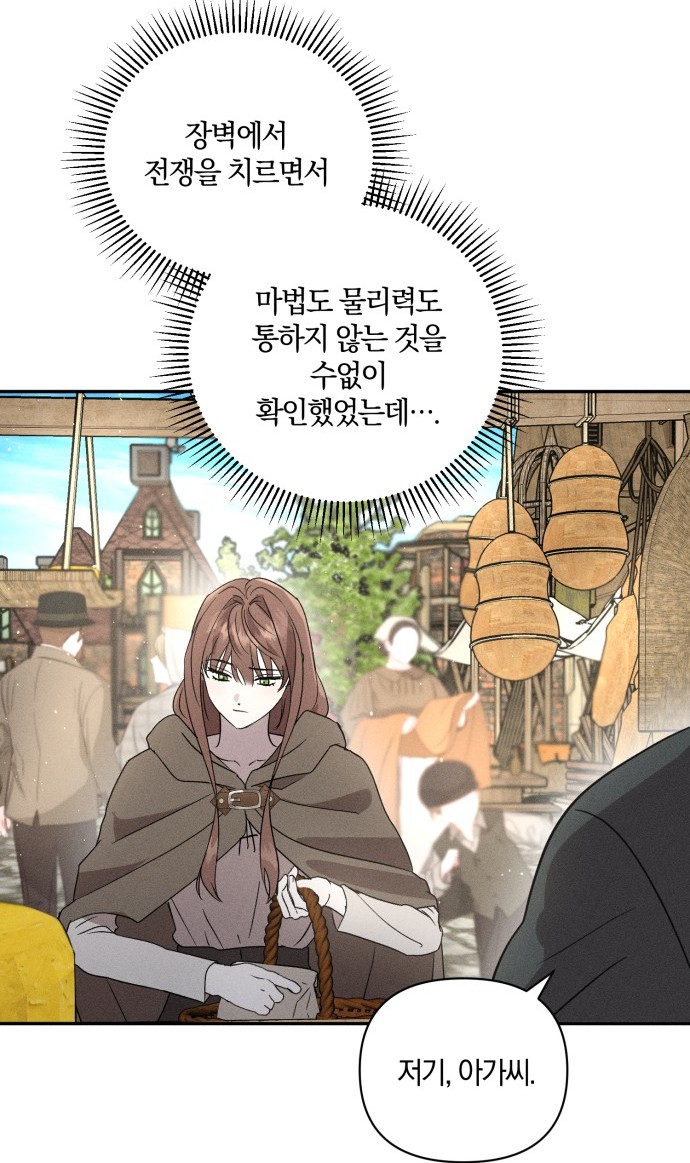 장벽에서
전쟁을 치르면서
마법도 물리력도
통하지 않는 것을
수없이
확인했었는데….
저기, 아가씨.